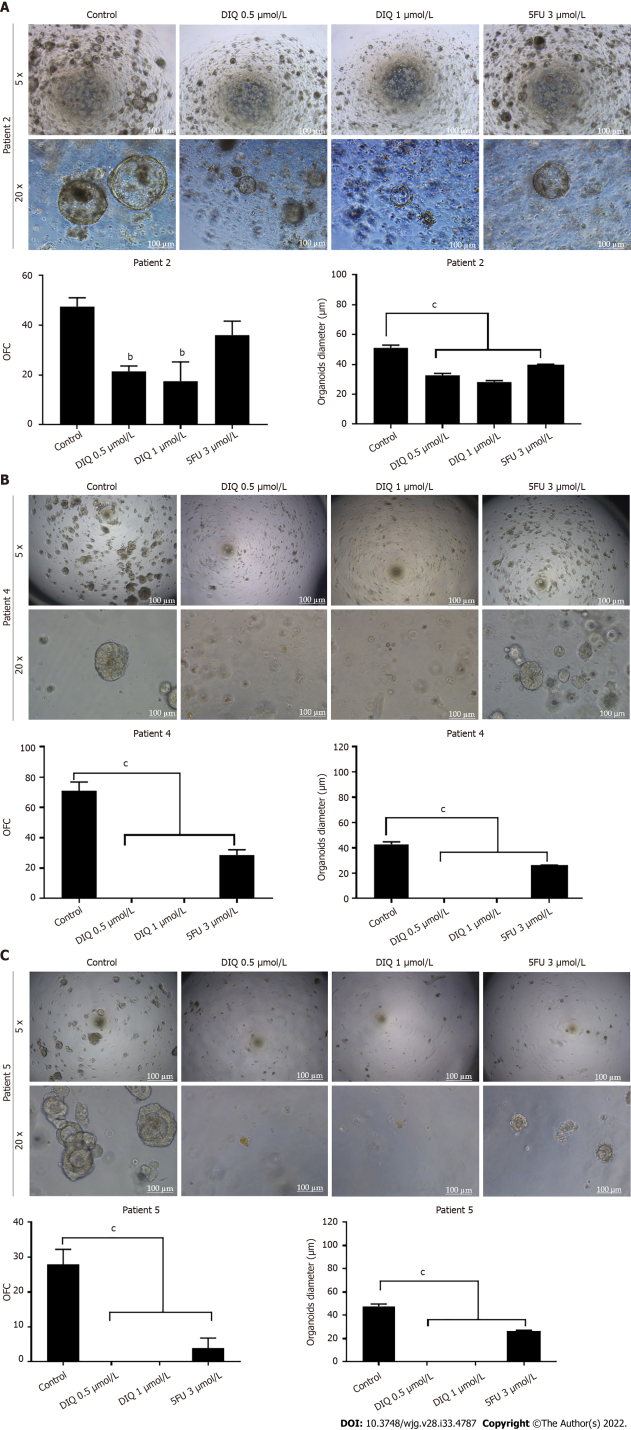 A
Control DIQ 0.5 µmol/L DIQ 1 µmol/L 5FU 3 µmol/L
Patient 2
5 x
100 µm 100 µm 100 µm 100 µm
20 x
100 µm 100 µm 100 µm 100 µm
Patient 2
OFC
60
40
20
0
b b
Control DIQ 0.5 µmol/L DIQ 1 µmol/L 5FU 3 µmol/L
Patient 2
Organoids diameter (µm)
100
80
60
40
20
0
c
Control DIQ 0.5 µmol/L DIQ 1 µmol/L 5FU 3 µmol/L
B
Control DIQ 0.5 µmol/L DIQ 1 µmol/L 5FU 3 µmol/L
Patient 4
5 x
100 µm 100 µm 100 µm 100 µm
20 x
100 µm 100 µm 100 µm 100 µm
Patient 4
OFC
100
80
60
40
20
0
c
Control DIQ 0.5 µmol/L DIQ 1 µmol/L 5FU 3 µmol/L
Patient 4
Organoids diameter (µm)
120
100
80
60
40
20
0
c
Control DIQ 0.5 µmol/L DIQ 1 µmol/L 5FU 3 µmol/L
C
Control DIQ 0.5 µmol/L DIQ 1 µmol/L 5FU 3 µmol/L
Patient 5
5 x
100 µm 100 µm 100 µm 100 µm
20 x
100 µm 100 µm 100 µm 100 µm
Patient 5
OFC
40
30
20
10
0
c
Control DIQ 0.5 µmol/L DIQ 1 µmol/L 5FU 3 µmol/L
Patient 5
Organoids diameter (µm)
120
100
80
60
40
20
0
c
Control DIQ 0.5 µmol/L DIQ 1 µmol/L 5FU 3 µmol/L
DOI: 10.3748/wjg.v28.i33.4787 Copyright ©The Author(s) 2022.